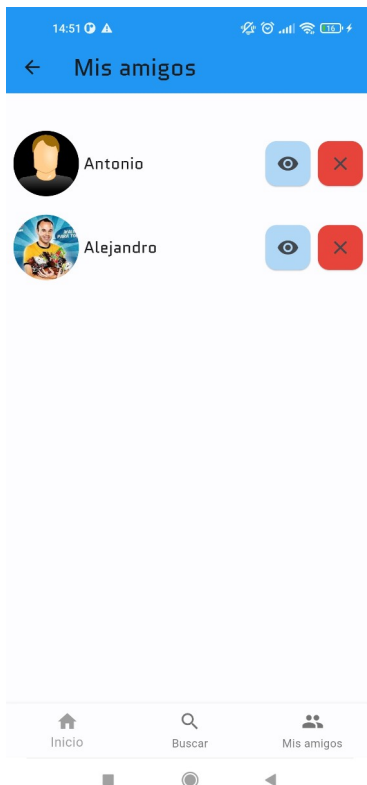 14:51
16
Mis amigos
Antonio
Alejandro
Inicio
Buscar
Mis amigos